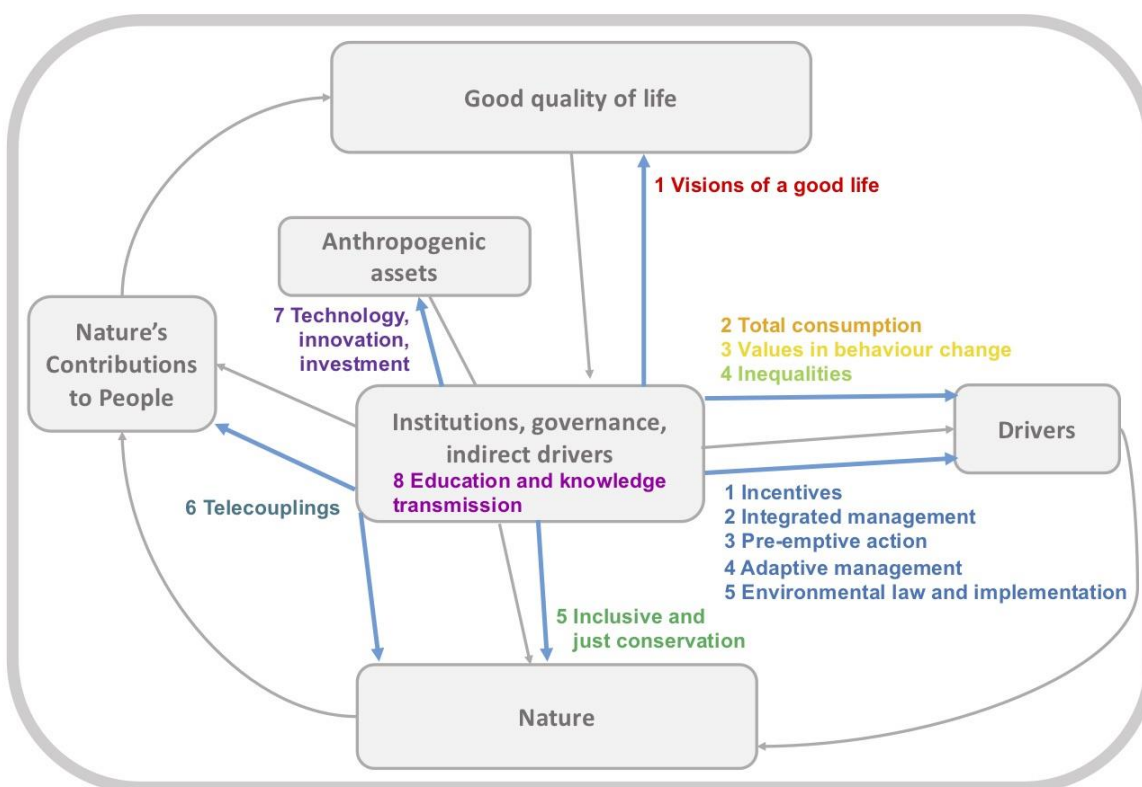 Good quality of life
1 Visions of a good life
Anthropogenic
assets
7 Technology,
innovation,
investment
Nature’s
Contributions
to People
2 Total consumption
3 Values in behaviour change
4 Inequalities
Institutions, governance,
indirect drivers
8 Education and knowledge
transmission
Drivers
6 Telecouplings
1 Incentives
2 Integrated management
3 Pre-emptive action
4 Adaptive management
5 Environmental law and implementation
5 Inclusive and
just conservation
Nature